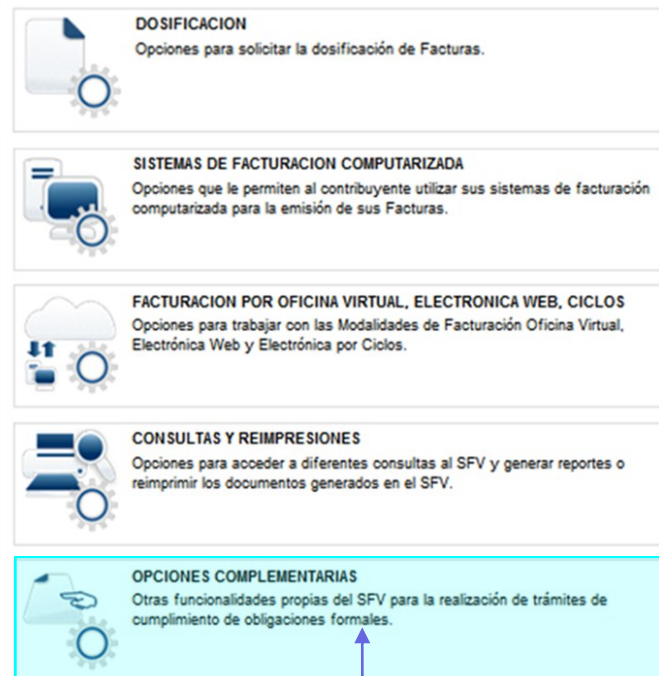 DOSIFICACION
Opciones para solicitar la dosificación de Facturas.
SISTEMAS DE FACTURACION COMPUTARIZADA
Opciones que le permiten al contribuyente utilizar sus sistemas de facturación
computarizada para la emisión de sus Facturas.
FACTURACION POR OFICINA VIRTUAL, ELECTRONICA WEB, CICLOS
Opciones para trabajar con las Modalidades de Facturación Oficina Virtual,
Electrónica Web y Electrónica por Ciclos.
CONSULTAS Y REIMPRESIONES
Opciones para acceder a diferentes consultas al SFV y generar reportes o
reimprimir los documentos generados en el SFV.
OPCIONES COMPLEMENTARIAS
Otras funcionalidades propias del SFV para la realización de trámites de
cumplimiento de obligaciones formales.